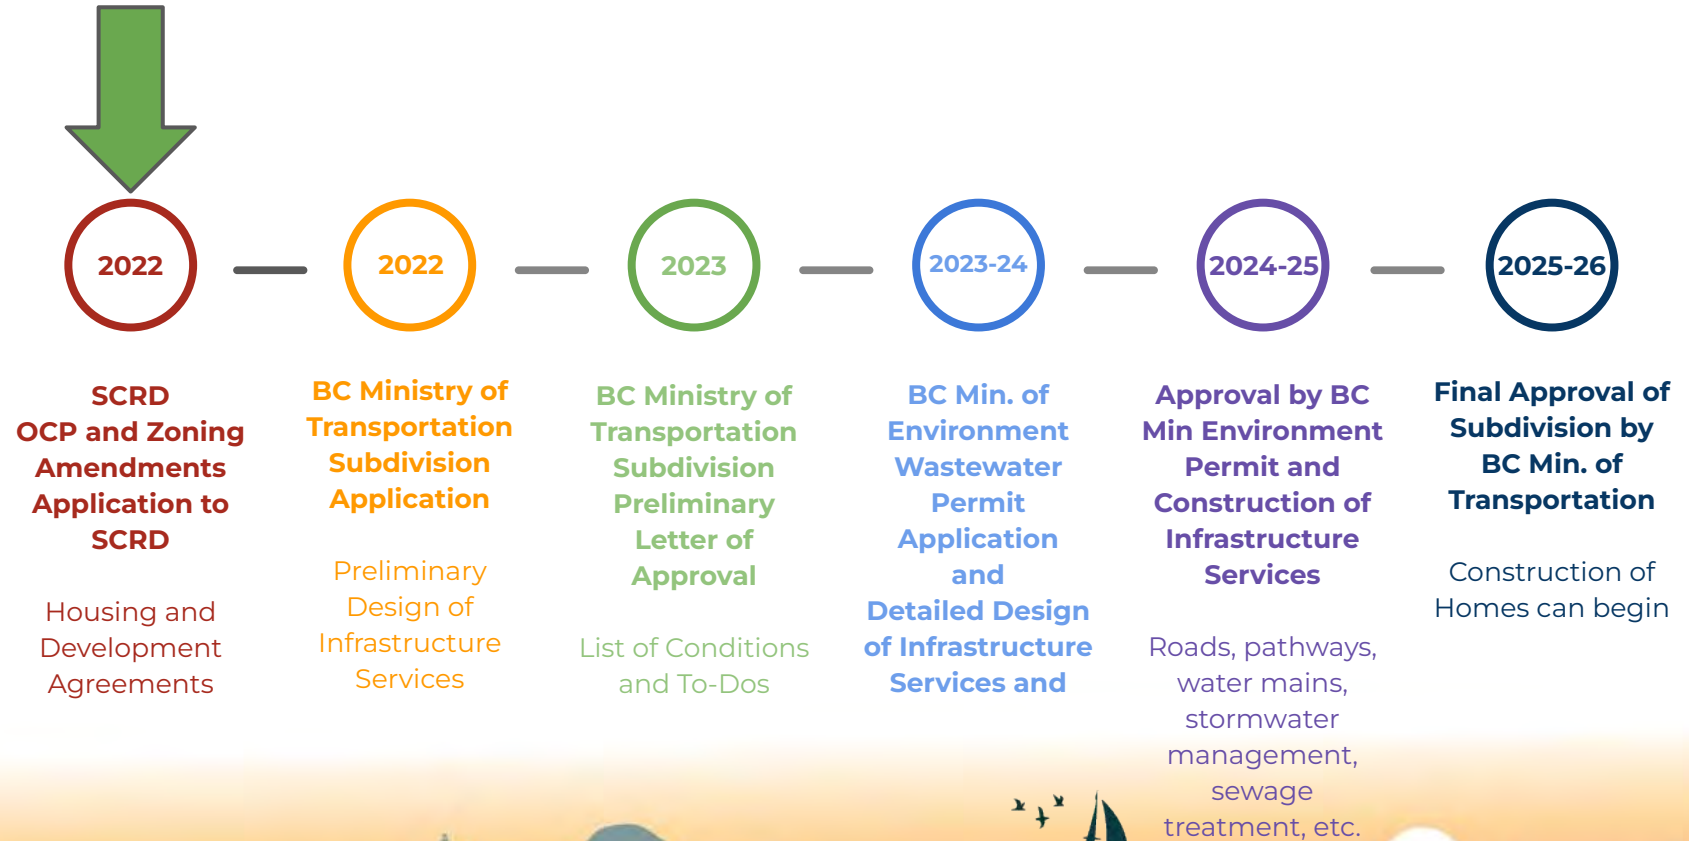 2022
SCRD
OCP and Zoning
Amendments
Application to
SCRD
Housing and
Development
Agreements
2022
BC Ministry of
Transportation
Subdivision
Application
Preliminary
Design of
Infrastructure
Services
2023
BC Ministry of
Transportation
Subdivision
Preliminary
Letter of
Approval
List of Conditions
and To-Dos
2023-24
BC Min. of
Environment
Wastewater
Permit
Application
and
Detailed Design
of Infrastructure
Services and
2024-25
Approval by BC
Min Environment
Permit and
Construction of
Infrastructure
Services
Roads, pathways,
water mains,
stormwater
management,
sewage
treatment, etc.
2025-26
Final Approval of
Subdivision by
BC Min. of
Transportation
Construction of
Homes can begin